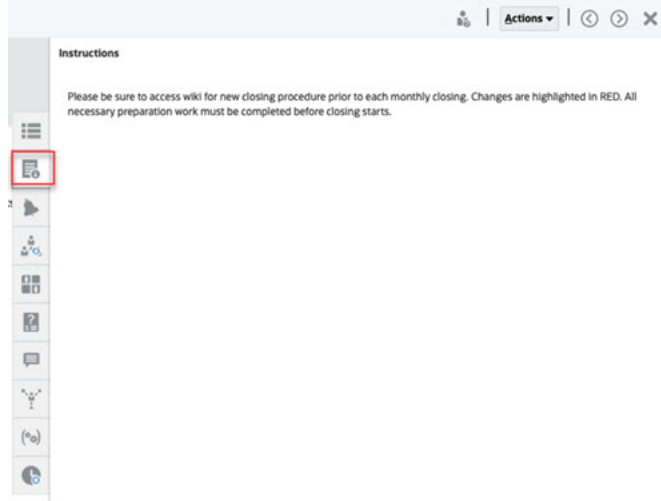 Actions
Instructions
Please be sure to access wiki for new closing procedure prior to each monthly closing. Changes are highlighted in RED. All
necessary preparation work must be completed before closing starts.